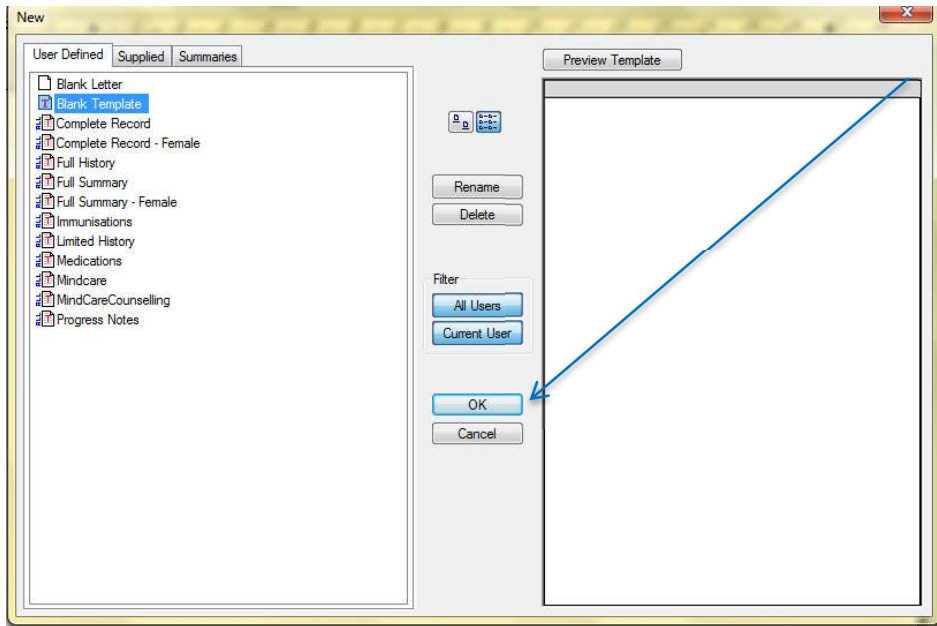 New
User Defined Supplied Summaries
Blank Letter
Blank Template
Complete Record
Complete Record - Female
Full History
Full Summary
Full Summary - Female
Immunisations
Limited History
Medications
Mindcare
MindCareCounselling
Progress Notes
Rename
Delete
Filter
All Users
Current User
OK
Cancel
Preview Template